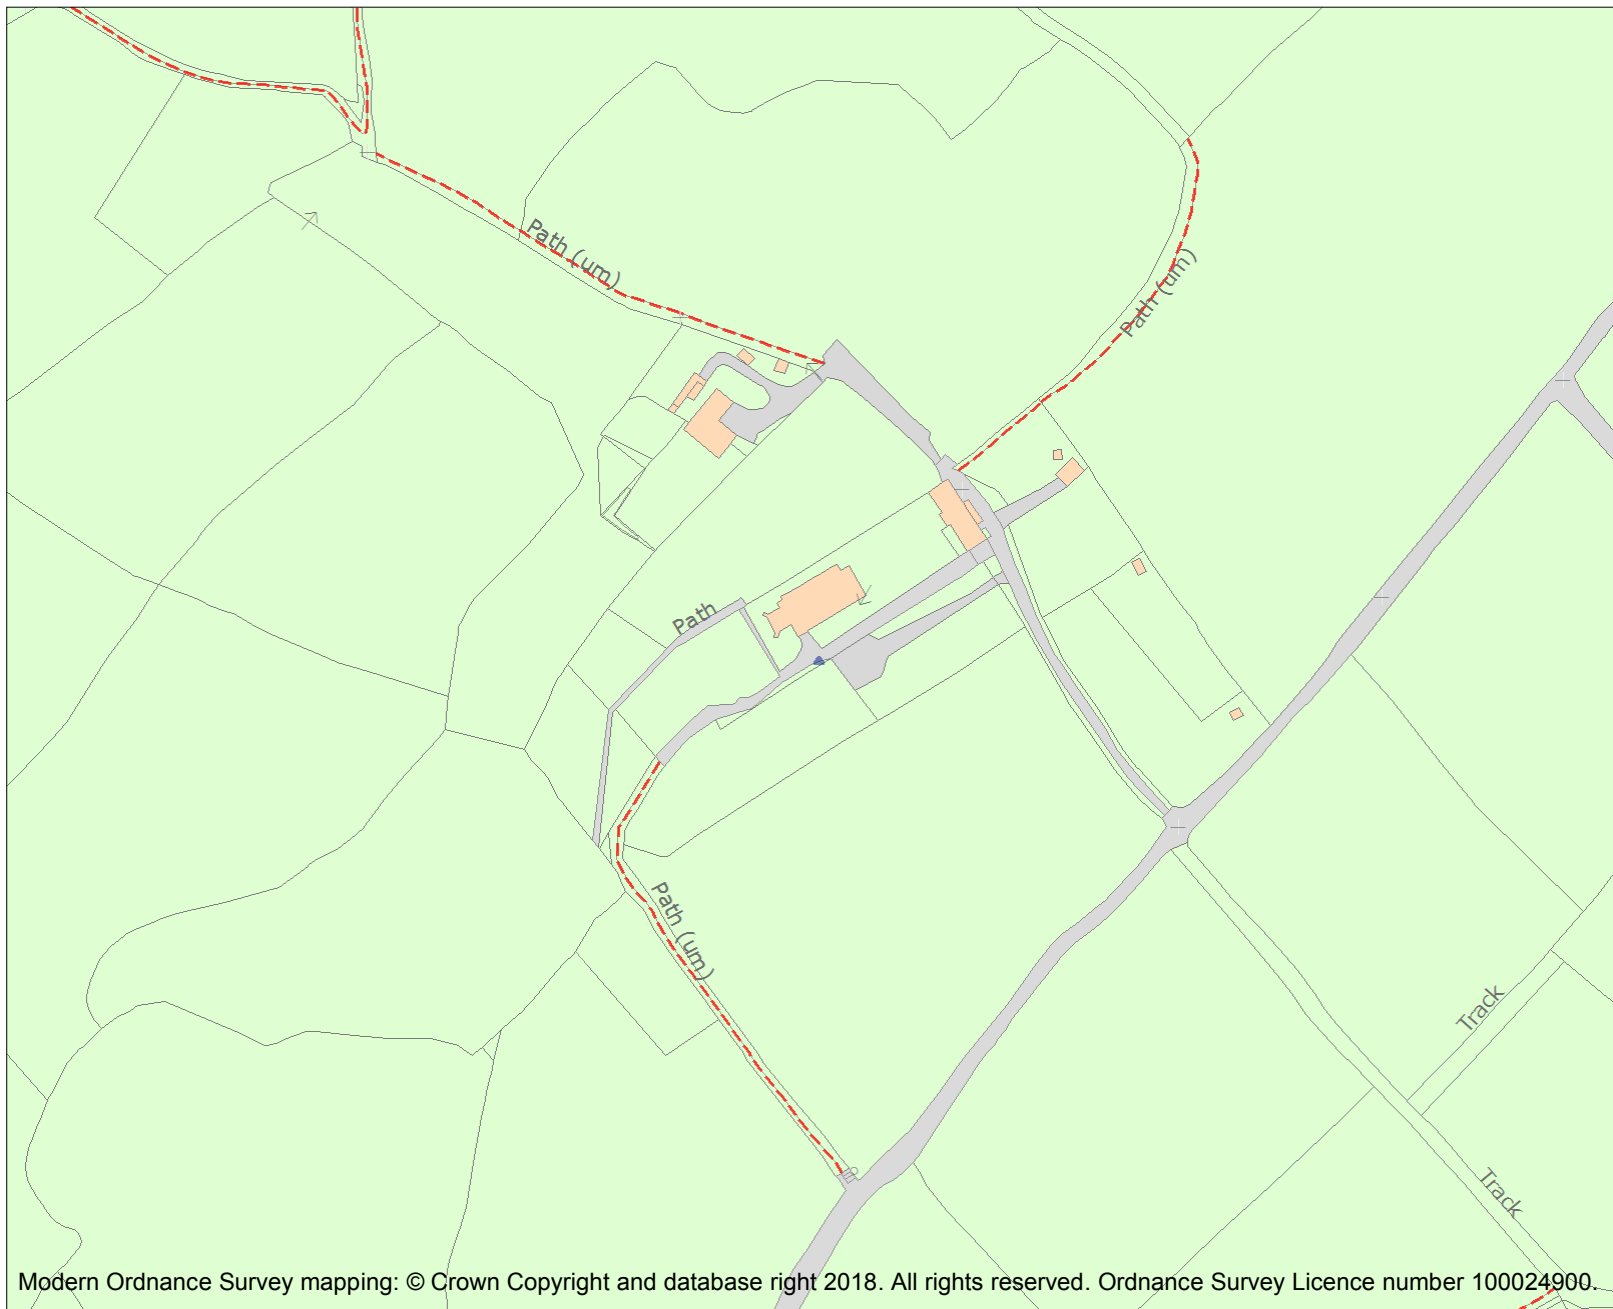 Path (um)
Path (um)
Path
Path (um)
Track
Track
Modern Ordnance Survey mapping: © Crown Copyright and database right 2018. All rights reserved. Ordnance Survey Licence number 100024900.